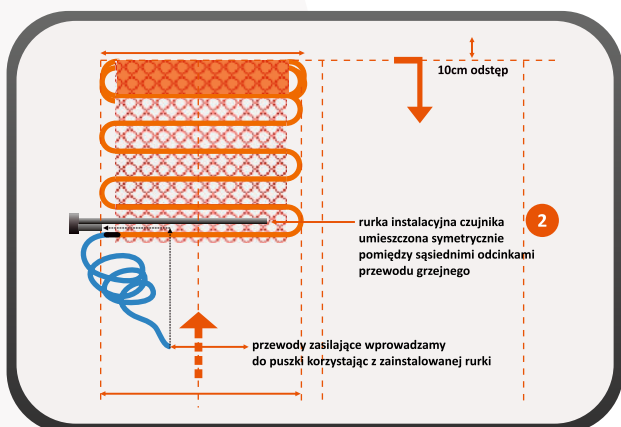 10cm odstęp
rurka instalacyjna czujnika
umieszczona symetrycznie
pomiędzy sąsiednimi odcinkami
przewodu grzejnego
2
przewody zasilające wprowadzamy
do puszki korzystając z zainstalowanej rurki